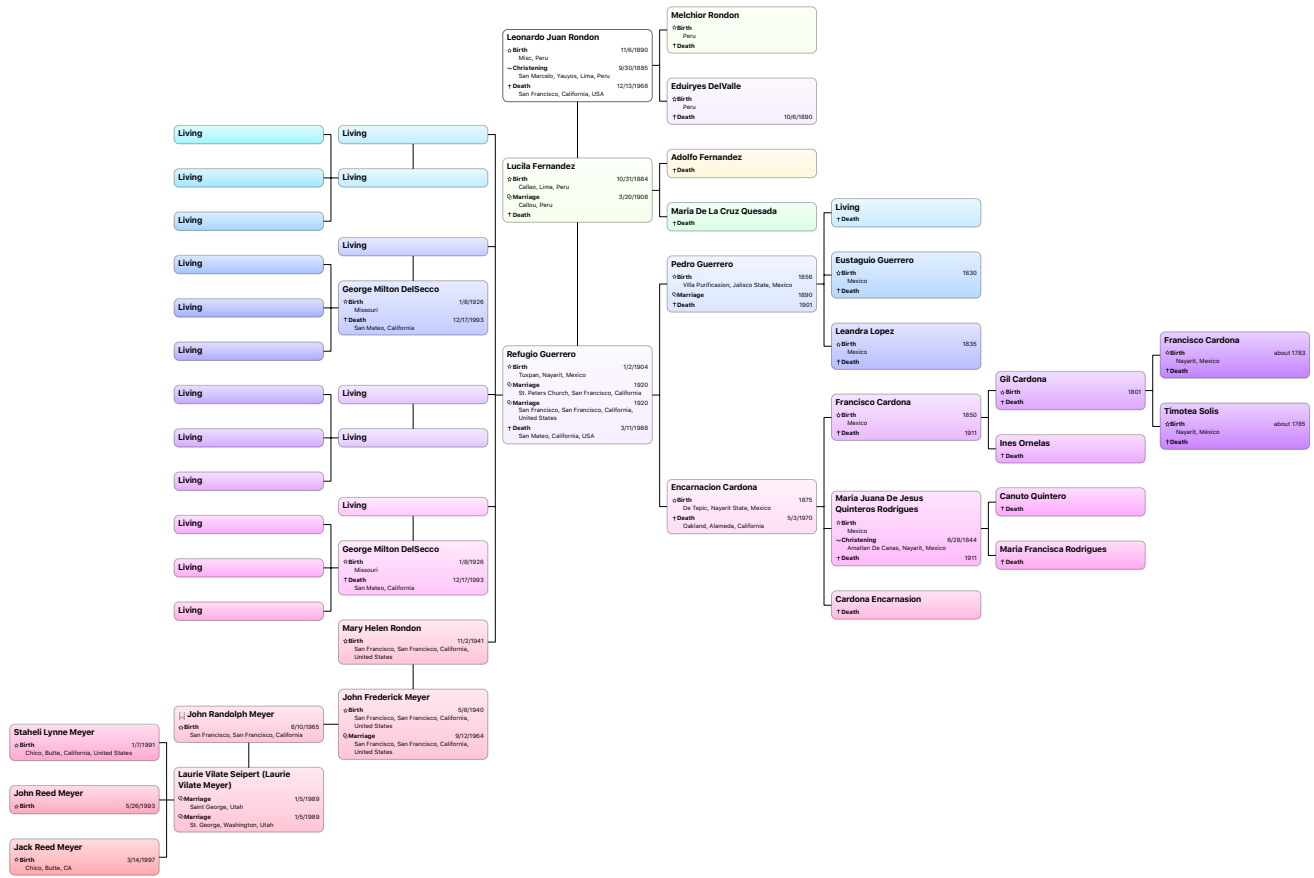 Melchior Rondon
☆Birth
Peru
†Death
Leonardo Juan Rondon
☆Birth 11/6/1890
Misc, Peru
~Christening 9/30/1885
San Marcelo, Yauyos, Lima, Peru
†Death 12/13/1968
San Francisco, California, USA
Eduiryes DelValle
☆Birth
Peru
†Death 10/6/1890
Living
Living
Living
Living
Living
Lucila Fernandez
☆Birth 10/31/1884
Callao, Lima, Peru
Marriage 3/20/1908
Callou, Peru
†Death
Adolfo Fernandez
†Death
Maria De La Cruz Quesada
†Death
Living
†Death
Living
Living
Living
Living
George Milton DelSecco
☆Birth 1/8/1926
Missouri
†Death 12/17/1993
San Mateo, California
Pedro Guerrero
☆Birth 1856
Villa Purificasion, Jalisco State, Mexico
Marriage 1890
†Death 1901
Eustaguio Guerrero
☆Birth 1830
Mexico
†Death
Leandra Lopez
☆Birth 1835
Mexico
†Death
Refugio Guerrero
☆Birth 1/2/1904
Tuxpan, Nayarit, Mexico
Marriage 1920
St. Peters Church, San Francisco, California
Marriage 1920
San Francisco, San Francisco, California,
United States
†Death 3/11/1988
San Mateo, California, USA
Francisco Cardona
☆Birth about 1783
Nayarit, Mexico
†Death
Gil Cardona
☆Birth 1801
†Death
Timotea Solis
☆Birth about 1785
Nayarit, México
†Death
Francisco Cardona
☆Birth 1850
Mexico
†Death 1911
Ines Ornelas
†Death
Living
Living
Living
Living
Living
Encarnacion Cardona
☆Birth 1875
De Tepic, Nayarit State, Mexico
†Death 5/3/1970
Oakland, Alameda, California
Maria Juana De Jesus
Quinteros Rodrigues
☆Birth
Mexico
~Christening 6/28/1844
Amatlan De Canas, Nayarit, Mexico
†Death 1911
Canuto Quintero
†Death
Maria Francisca Rodrigues
†Death
Cardona Encarnasion
†Death
Living
Living
Living
Living
George Milton DelSecco
☆Birth 1/8/1926
Missouri
†Death 12/17/1993
San Mateo, California
Mary Helen Rondon
☆Birth 11/2/1941
San Francisco, San Francisco, California,
United States
John Frederick Meyer
☆Birth 5/8/1940
San Francisco, San Francisco, California,
United States
Marriage 9/12/1964
San Francisco, San Francisco, California,
United States
John Randolph Meyer
☆Birth 6/10/1965
San Francisco, San Francisco, California
Laurie Vilate Seipert (Laurie
Vilate Meyer)
Marriage 1/5/1989
Saint George, Utah
Marriage 1/5/1989
St. George, Washington, Utah
Staheli Lynne Meyer
☆Birth 1/7/1991
Chico, Butte, California, United States
John Reed Meyer
☆Birth 5/26/1993
Jack Reed Meyer
☆Birth 3/14/1997
Chico, Butte, CA